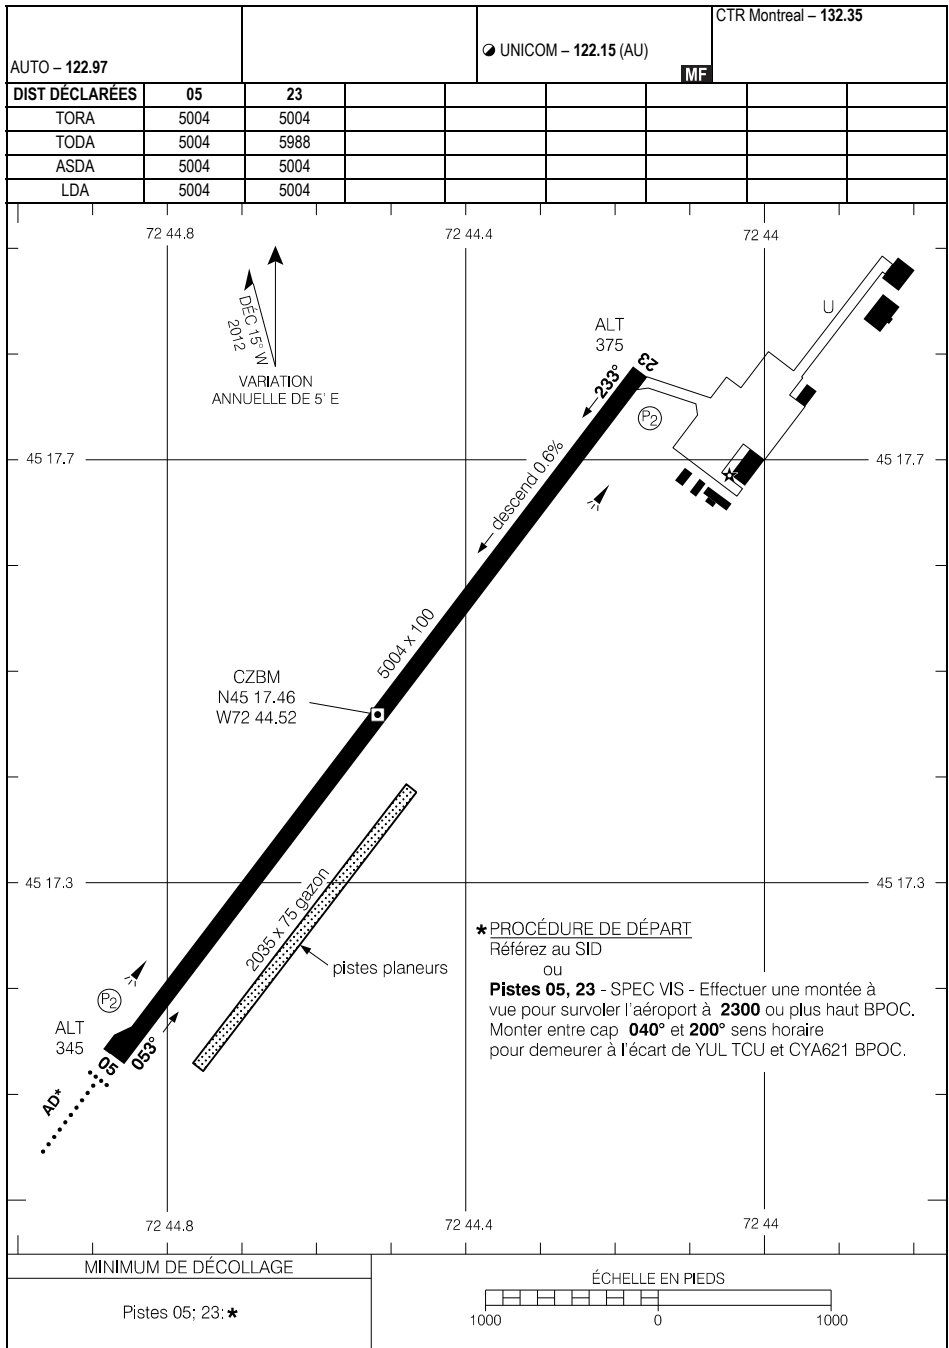 CTR Montreal – 132.35
UNICOM – 122.15 (AU)
AUTO – 122.97
MF
DIST DÉCLARÉES 05 23
TORA 5004 5004
TODA 5004 5988
ASDA 5004 5004
LDA 5004 5004
72 44.8 72 44.4 72 44
DÉC 15° W
2012
VARIATION
ANNUELLE DE 5' E
U
ALT
375
23
233°
P2
45 17.7 45 17.7
descend 0.6%
5004 x 100
CZBM
N45 17.46
W72 44.52
45 17.3 45 17.3
2035 x 75 gazon
pistes planeurs
★ PROCÉDURE DE DÉPART
Référez au SID
ou
Pistes 05, 23 - SPEC VIS - Effectuer une montée à
vue pour survoler l'aéroport à 2300 ou plus haut BPOC.
Monter entre cap 040° et 200° sens horaire
pour demeurer à l'écart de YUL TCU et CYA621 BPOC.
P2
ALT
345
05
053°
AD*
72 44.8 72 44.4 72 44
MINIMUM DE DÉCOLLAGE
Pistes 05; 23: ★
ÉCHELLE EN PIEDS
1000 0 1000